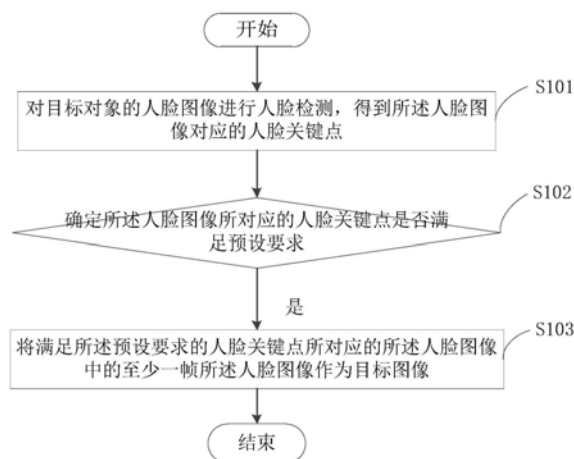 开始
S101
对目标对象的人脸图像进行人脸检测，得到所述人脸图
像对应的人脸关键点
S102
确定所述人脸图像所对应的人脸关键点是否满
足预设要求
是
S103
将满足所述预设要求的人脸关键点所对应的所述人脸图像
中的至少一帧所述人脸图像作为目标图像
结束